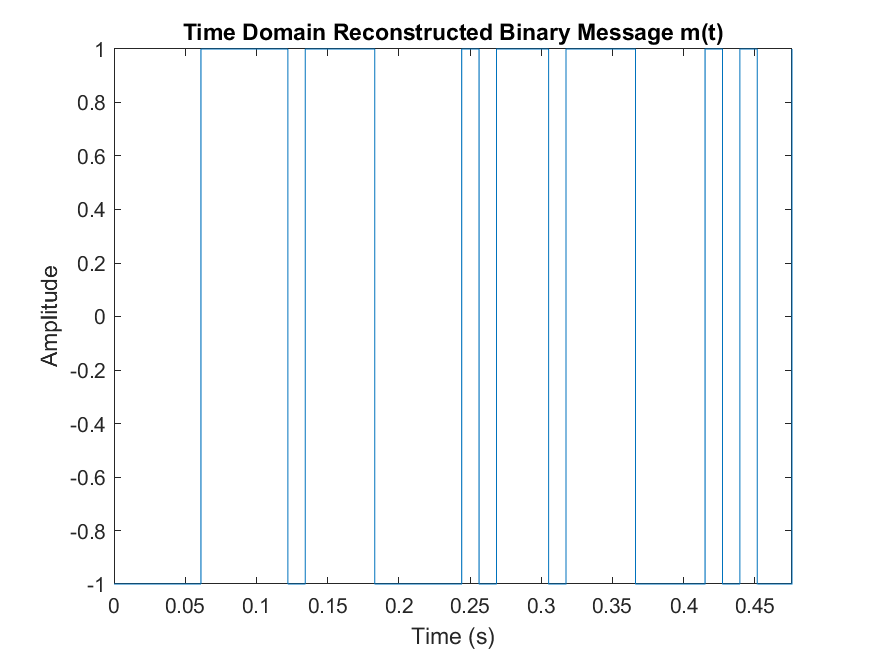 Time Domain Reconstructed Binary Message m(t)
1
0.8
0.6
0.4
0.2
0
-0.2
-0.4
-0.6
-0.8
-1
Amplitude
0 0.05 0.1 0.15 0.2 0.25 0.3 0.35 0.4 0.45
Time (s)